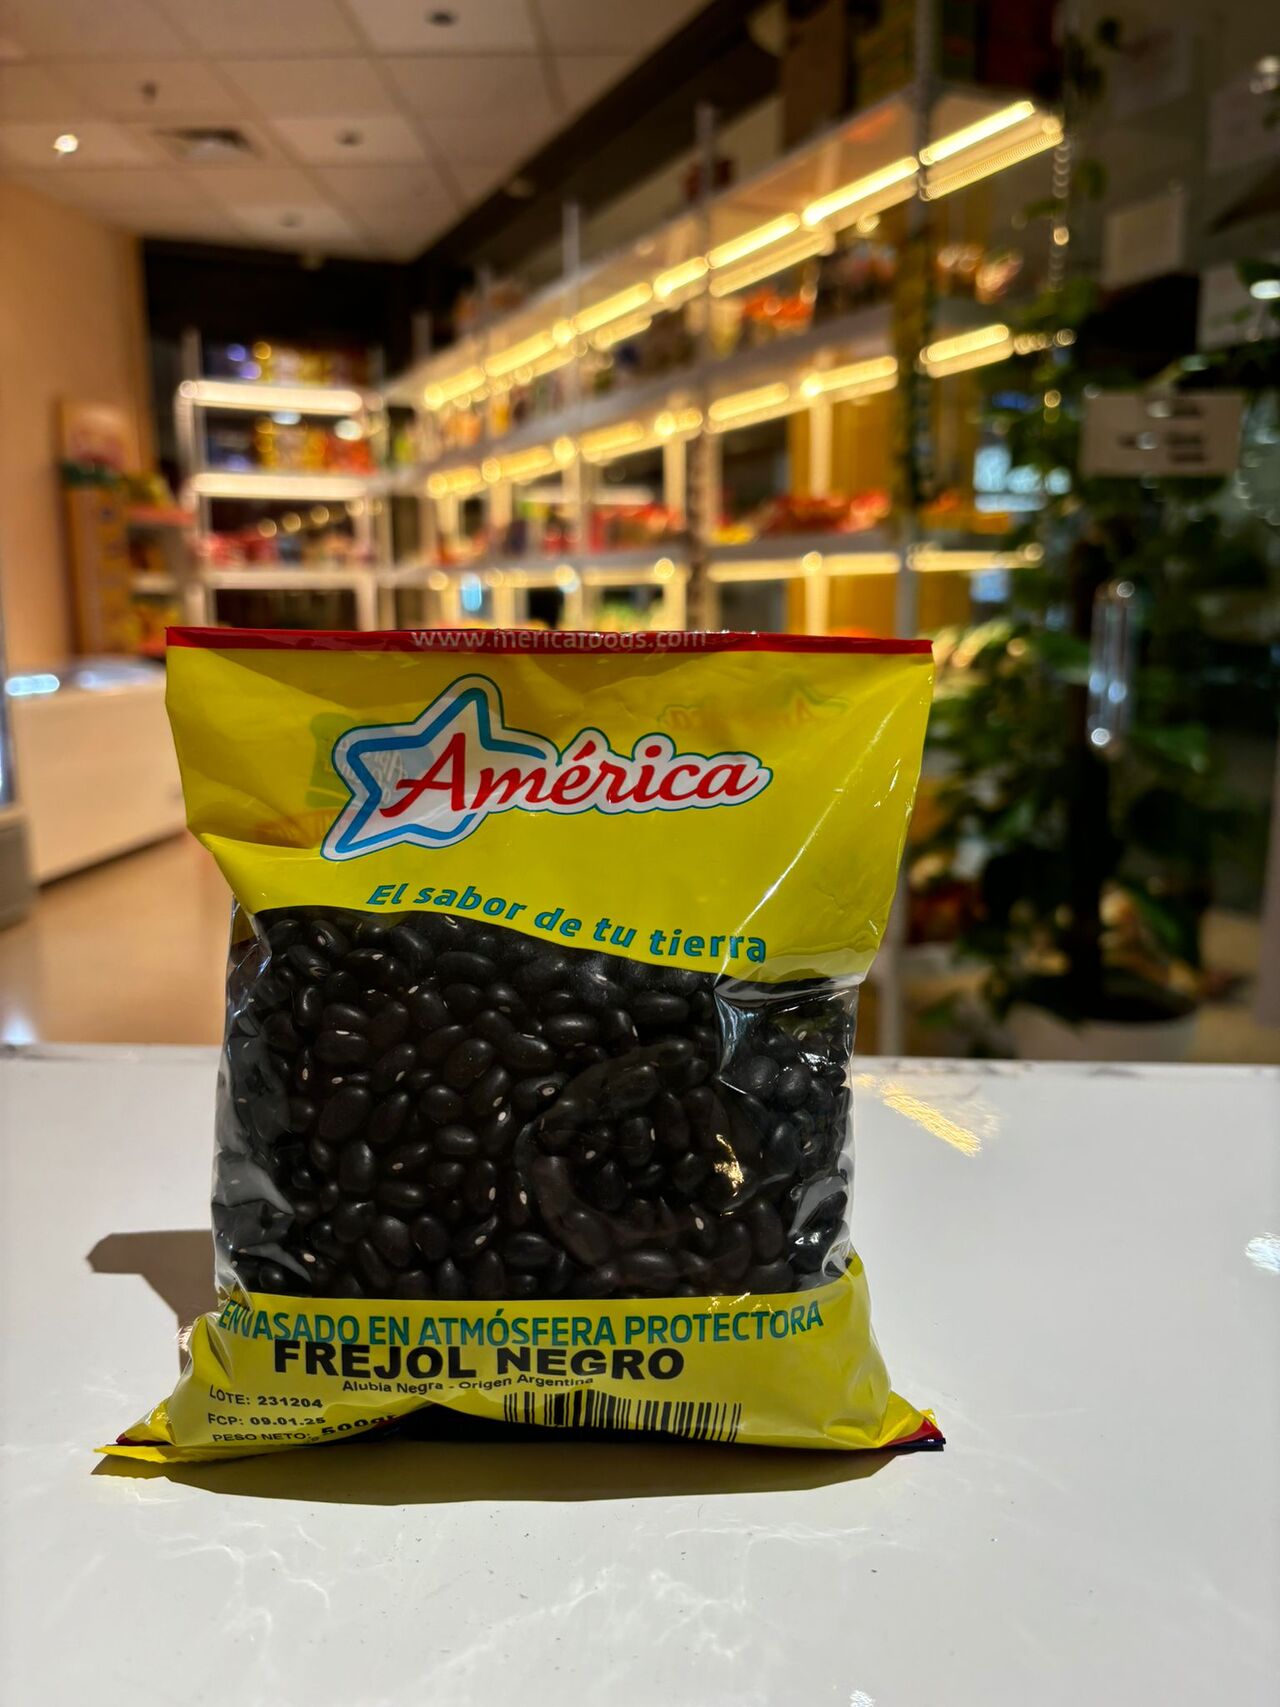 www.mericafoods.com
América
El sabor de tu tierra
ENVASADO EN ATMÓSFERA PROTECTORA
FREJOL NEGRO
Alubia Negra - Origen Argentina
LOTE: 231204
FCP: 09.01.25
PESO NETO: 500gr